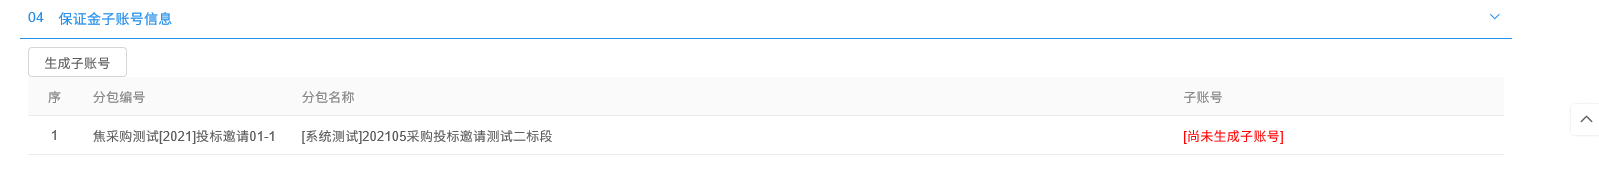 04 保证金子账号信息
生成子账号
序 分包编号 分包名称 子账号
1 焦采购测试[2021]投标邀请01-1 [系统测试]202105采购投标邀请测试二标段 [尚未生成子账号]